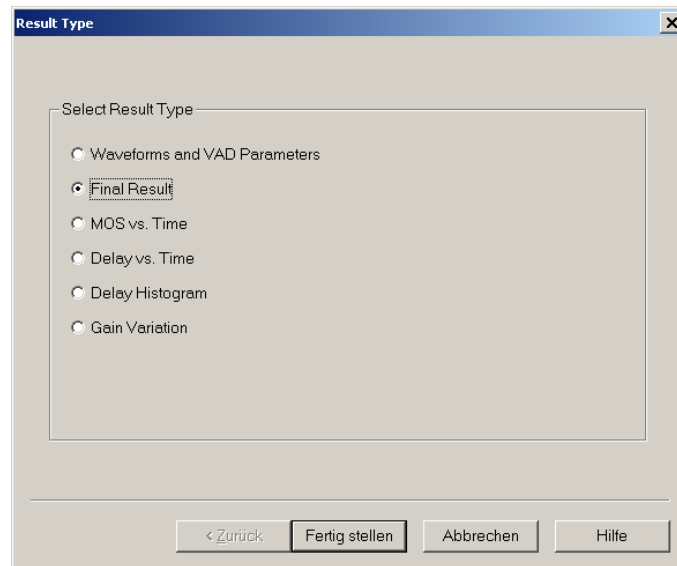 Result Type
Select Result Type
Waveforms and VAD Parameters
Final Result
MOS vs. Time
Delay vs. Time
Delay Histogram
Gain Variation
< Zurück
Fertig stellen
Abbrechen
Hilfe